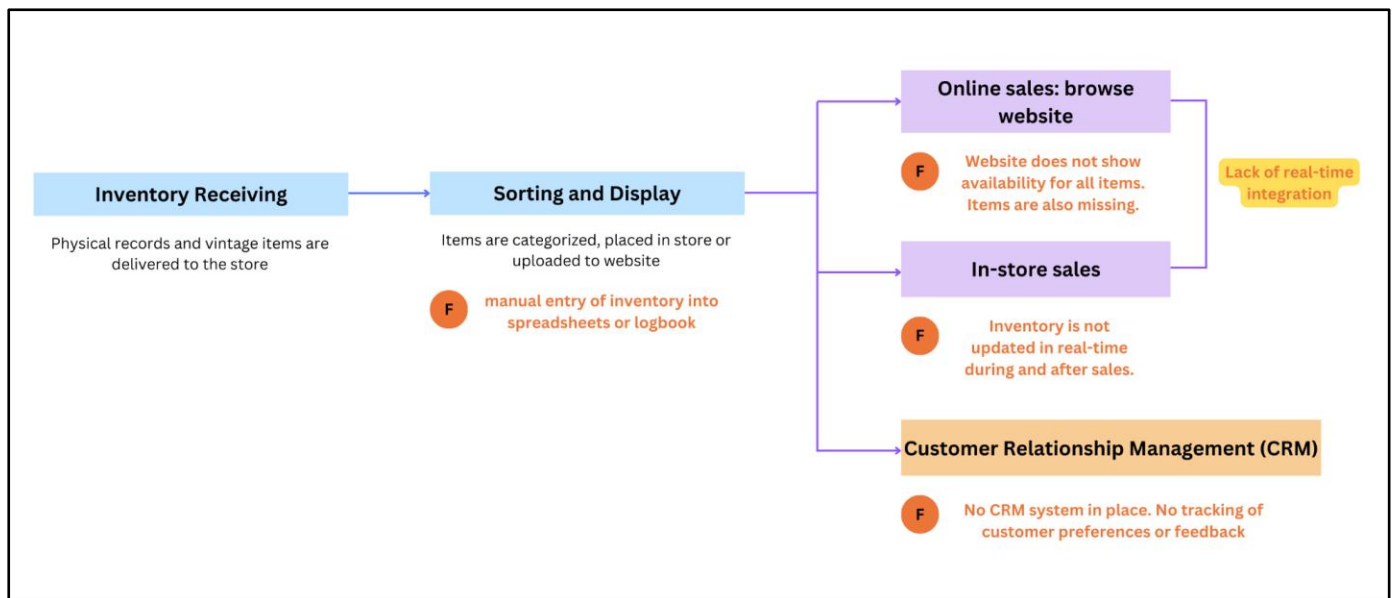 Inventory Receiving
Physical records and vintage items are
delivered to the store
Sorting and Display
Items are categorized, placed in store or
uploaded to website
F
manual entry of inventory into
spreadsheets or logbook
Online sales: browse
website
F
Website does not show
availability for all items.
Items are also missing.
Lack of real-time
integration
In-store sales
F
Inventory is not
updated in real-time
during and after sales.
Customer Relationship Management (CRM)
F
No CRM system in place. No tracking of
customer preferences or feedback